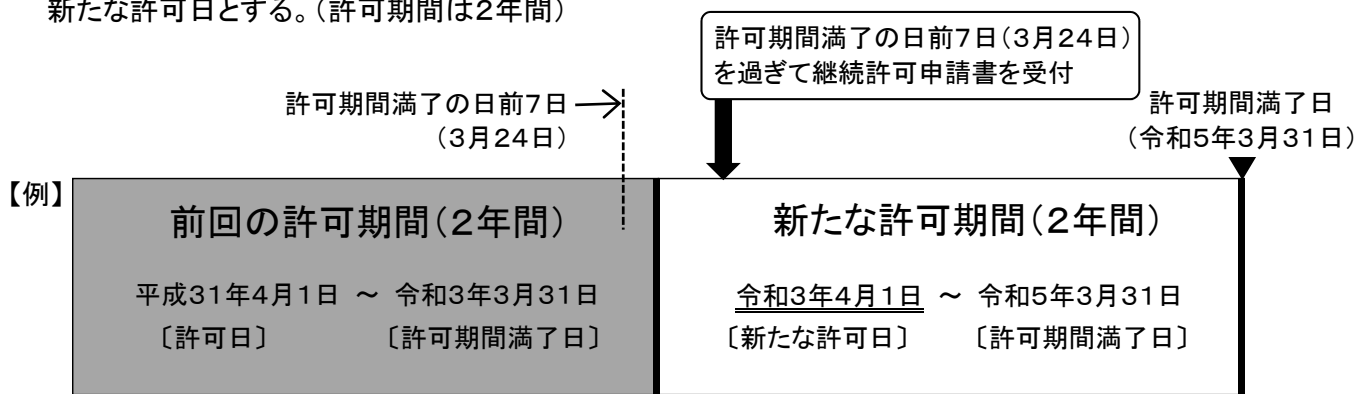 新たな許可日とする。(許可期間は2年間)
許可期間満了の日前7日(3月24日)
を過ぎて継続許可申請書を受付
許可期間満了の日前7日
(3月24日)
許可期間満了日
(令和5年3月31日)
【例】
前回の許可期間(2年間)
平成31年4月1日 ~ 令和3年3月31日
〔許可日〕 〔許可期間満了日〕
新たな許可期間(2年間)
令和3年4月1日 ~ 令和5年3月31日
〔新たな許可日〕 〔許可期間満了日〕